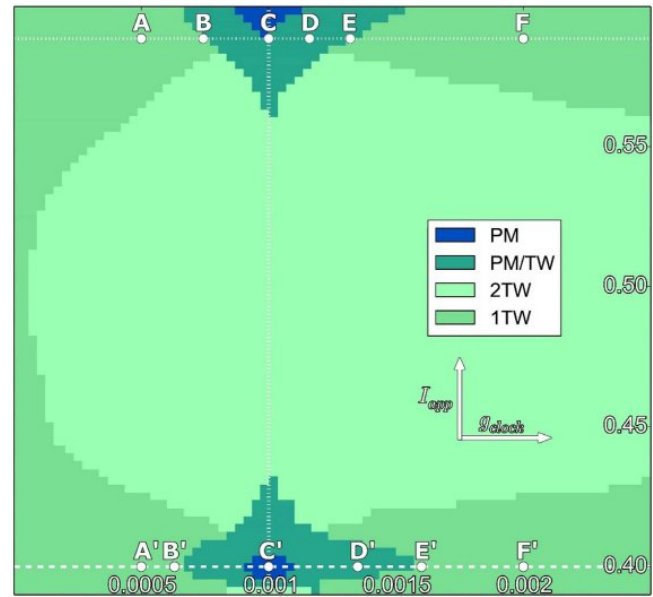 A B C D E F
0.55
PM
PM/TW
2TW
1TW
0.50
I_app
g_clock
0.45
A' B' C' D' E' F'
0.40
0.0005 0.001 0.0015 0.002